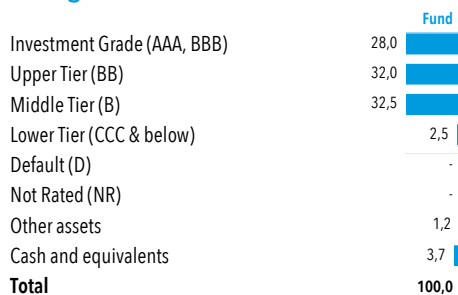 Fund
Investment Grade (AAA, BBB) 28,0
Upper Tier (BB) 32,0
Middle Tier (B) 32,5
Lower Tier (CCC & below) 2,5
Default (D) -
Not Rated (NR) -
Other assets 1,2
Cash and equivalents 3,7
Total 100,0